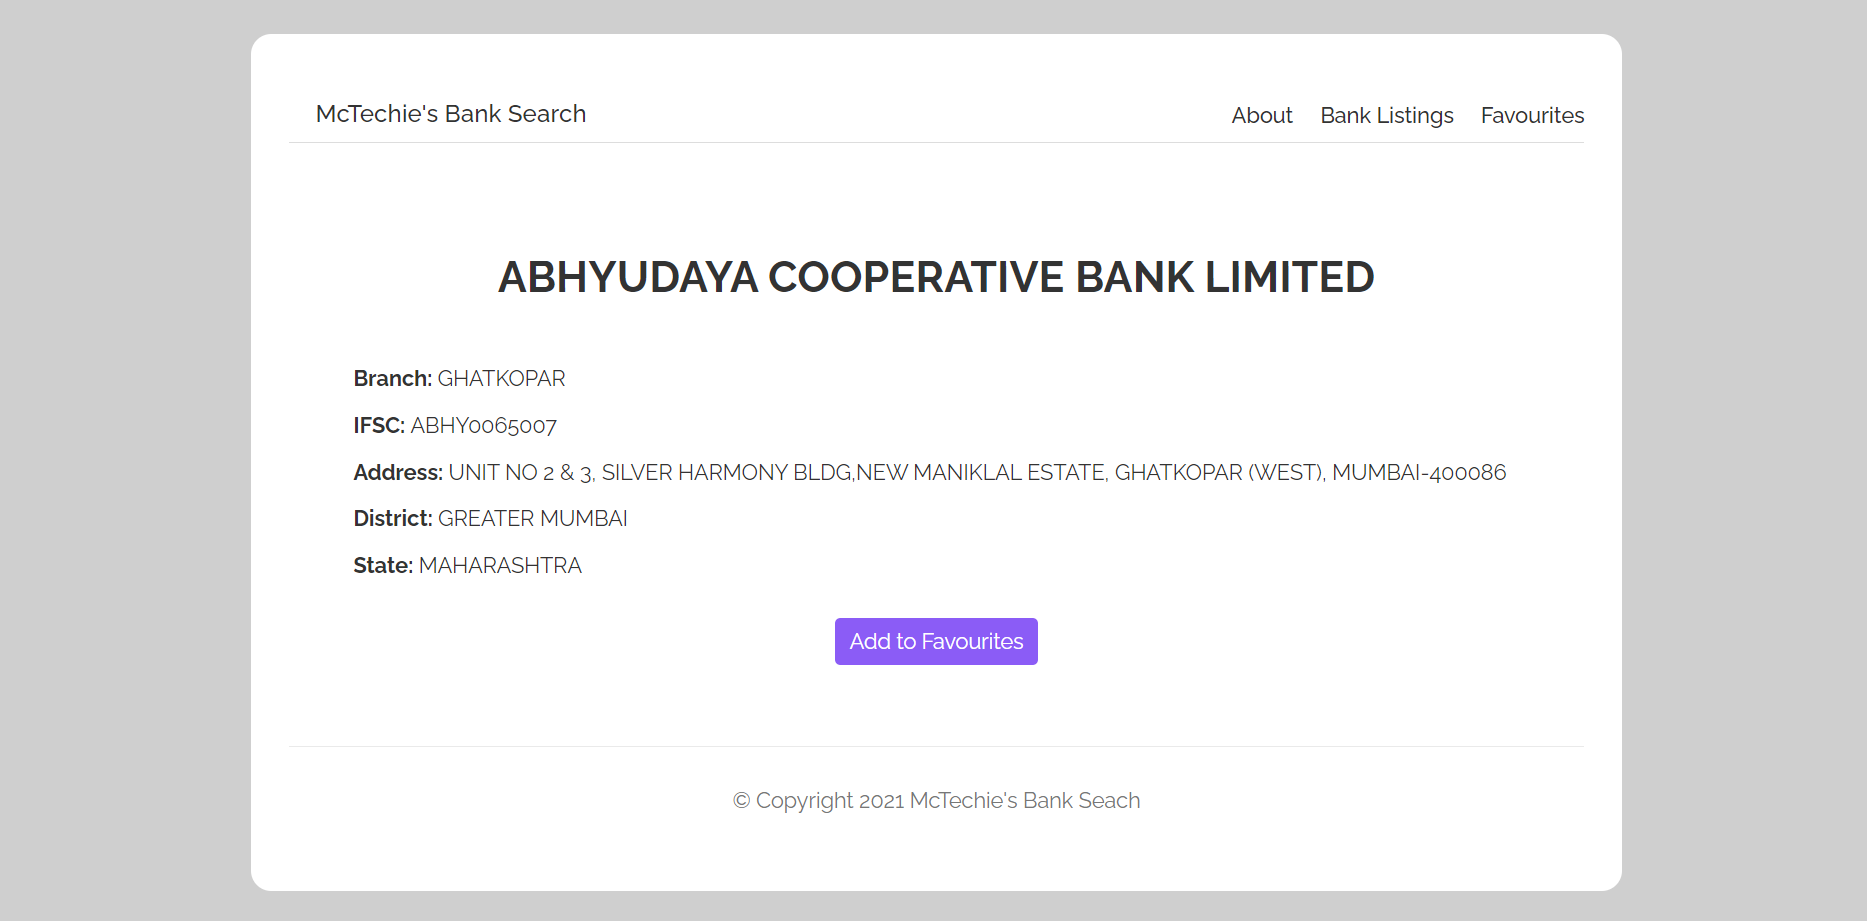 McTechie's Bank Search
About Bank Listings Favourites
ABHYUDAYA COOPERATIVE BANK LIMITED
Branch: GHATKOPAR
IFSC: ABHY0065007
Address: UNIT NO 2 & 3, SILVER HARMONY BLDG,NEW MANIKLAL ESTATE, GHATKOPAR (WEST), MUMBAI-400086
District: GREATER MUMBAI
State: MAHARASHTRA
Add to Favourites
© Copyright 2021 McTechie's Bank Seach